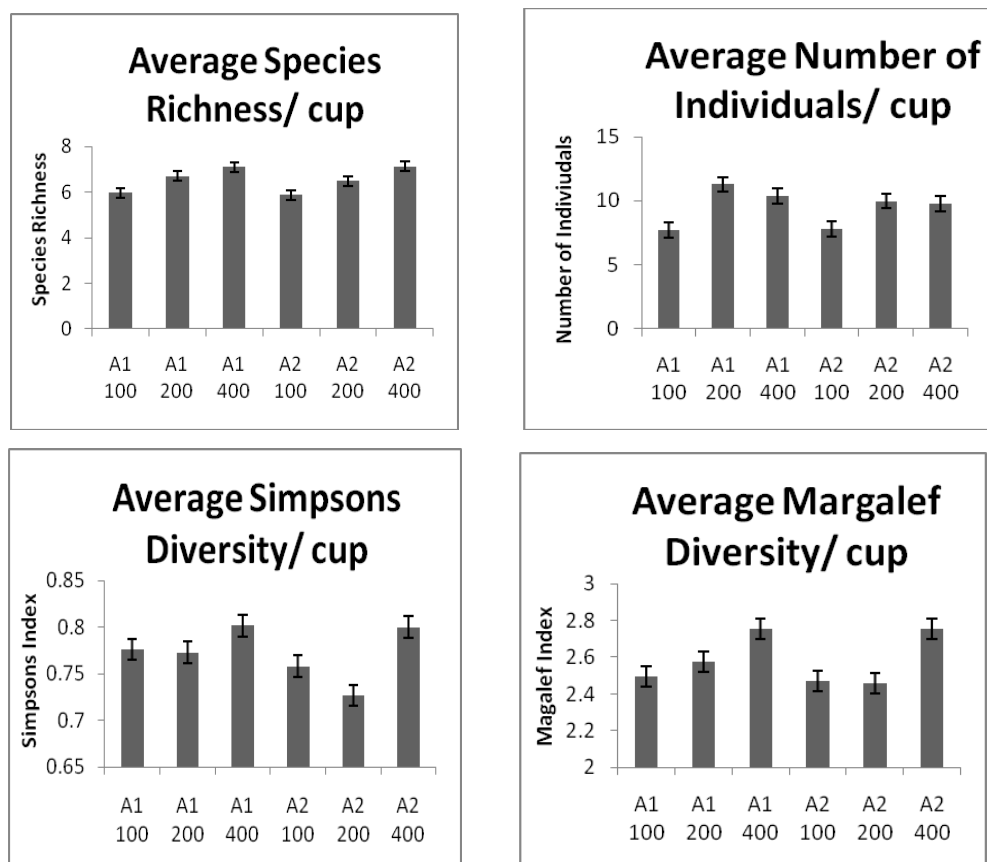 Average Species
Richness/ cup
Species Richness
8
6
4
2
0
A1 A1 A1 A2 A2 A2
100 200 400 100 200 400
Average Number of
Individuals/ cup
Number of Indiviudals
15
10
5
0
A1 A1 A1 A2 A2 A2
100 200 400 100 200 400
Average Simpsons
Diversity/ cup
Simpsons Index
0.85
0.8
0.75
0.7
0.65
A1 A1 A1 A2 A2 A2
100 200 400 100 200 400
Average Margalef
Diversity/ cup
Magalef Index
3
2.8
2.6
2.4
2.2
2
A1 A1 A1 A2 A2 A2
100 200 400 100 200 400